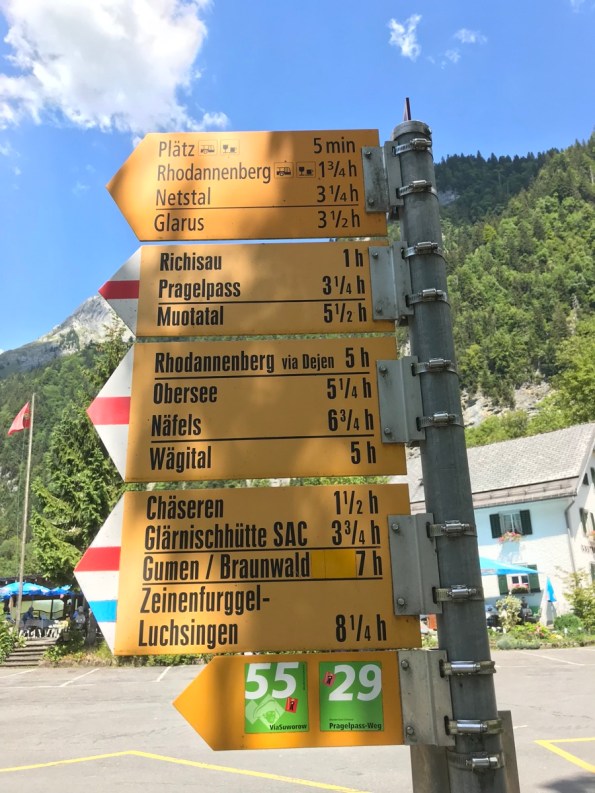 Plätz 5 min
Rhodannenberg 1¾ h
Netstal 3¼ h
Glarus 3½ h
Richisau 1 h
Pragelpass 3¼ h
Muotatal 5½ h
Rhodannenberg via Dejen 5 h
Obersee 5¼ h
Näfels 6¾ h
Wägital 5 h
Chäseren 1½ h
Glärnischhütte SAC 3¾ h
Gumen / Braunwald 7 h
Zeinenfurggel-
Luchsingen 8¼ h
55 29
ViaSuworow Pragelpass-Weg